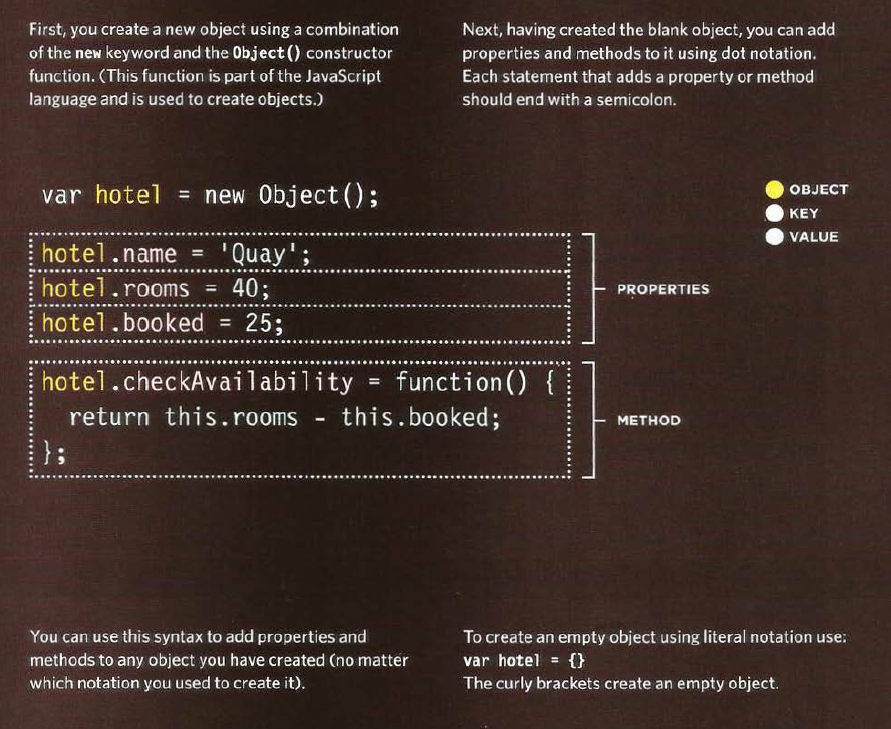 First, you create a new object using a combination
of the new keyword and the Object() constructor
function. (This function is part of the JavaScript
language and is used to create objects.)
Next, having created the blank object, you can add
properties and methods to it using dot notation.
Each statement that adds a property or method
should end with a semicolon.
var hotel = new Object();
OBJECT
KEY
VALUE
hotel.name = 'Quay';
hotel.rooms = 40;
hotel.booked = 25;
PROPERTIES
hotel.checkAvailability = function() {
return this.rooms - this.booked;
};
METHOD
You can use this syntax to add properties and
methods to any object you have created (no matter
which notation you used to create it).
To create an empty object using literal notation use:
var hotel = {}
The curly brackets create an empty object.